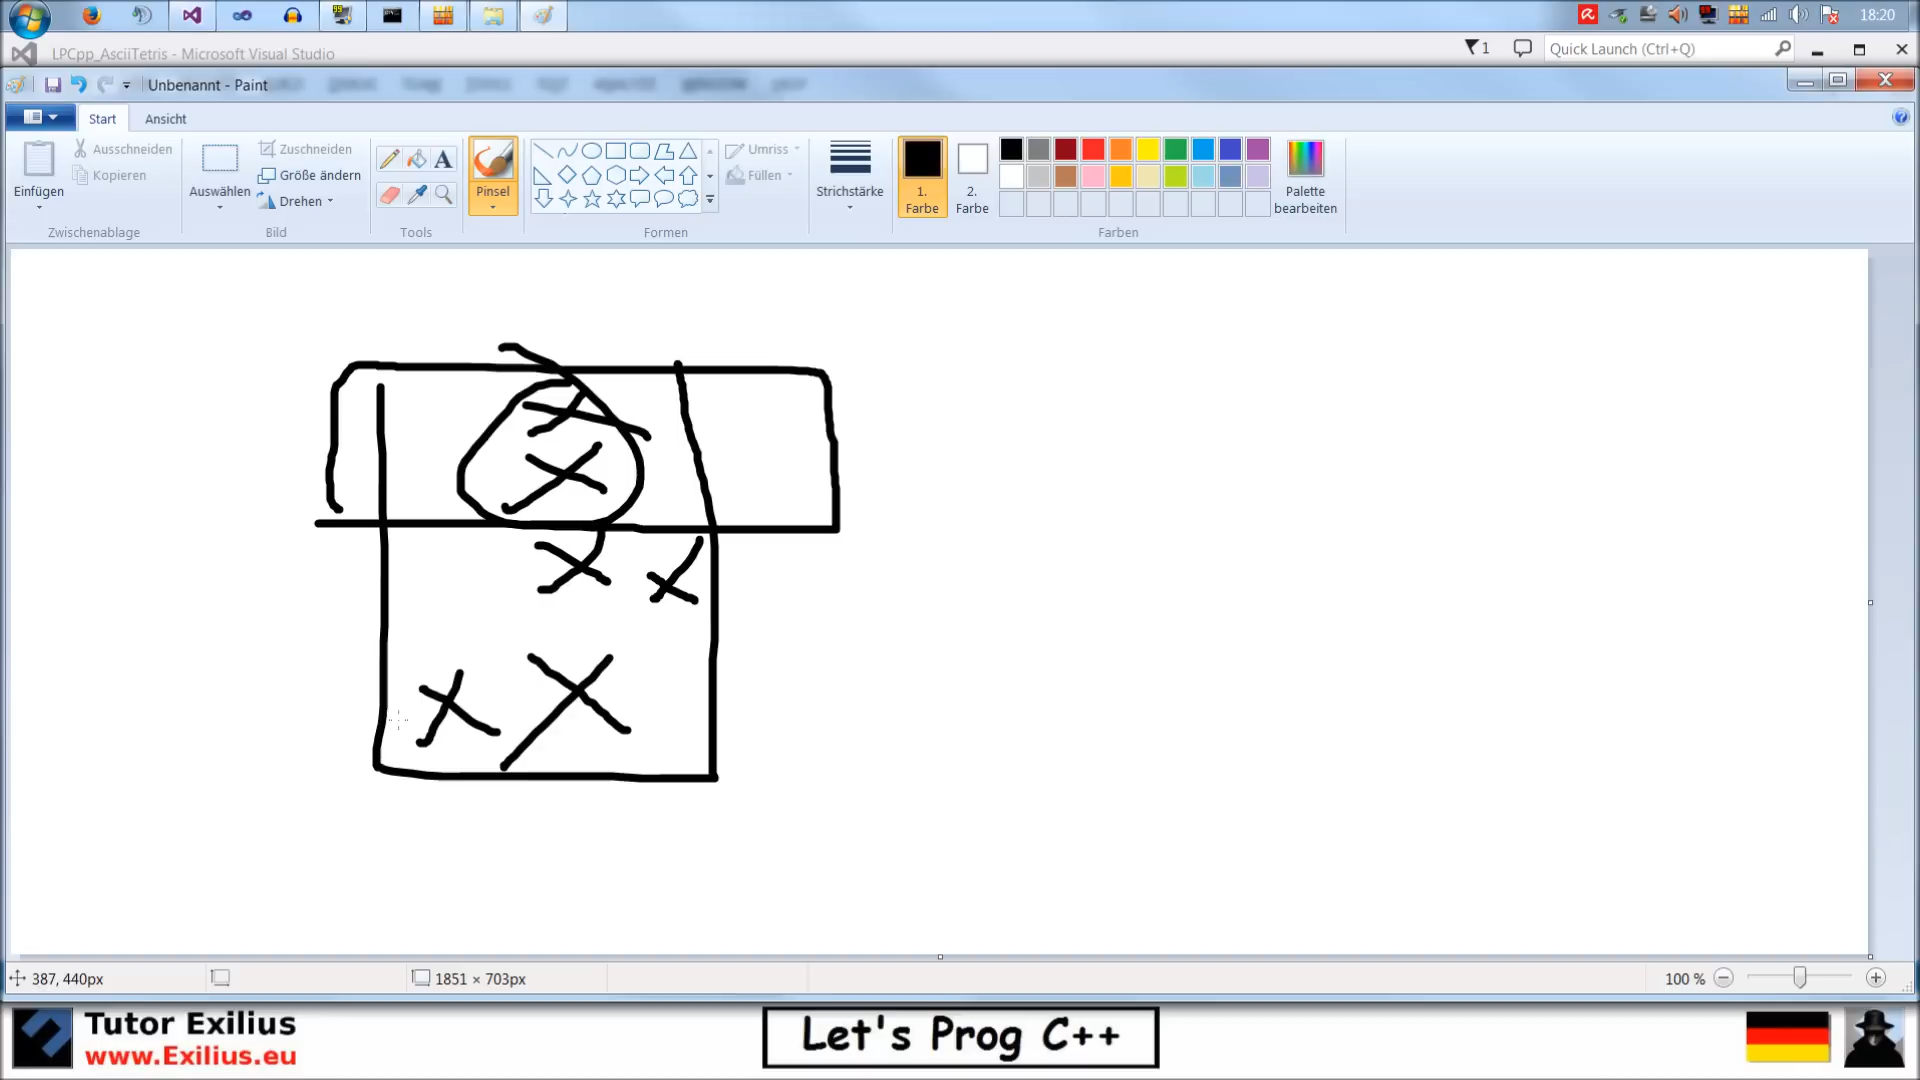 18:20
LPCpp_AsciiTetris - Microsoft Visual Studio
1
Quick Launch (Ctrl+Q)
Unbenannt - Paint
Start
Ansicht
Einfügen
Ausschneiden
Kopieren
Zwischenablage
Auswählen
Zuschneiden
Größe ändern
Drehen
Bild
A
Tools
Pinsel
Umriss
Füllen
Formen
Strichstärke
1.
Farbe
2.
Farbe
Palette
bearbeiten
Farben
387, 440px
1851 × 703px
100 %
Tutor Exilius
www.Exilius.eu
Let's Prog C++